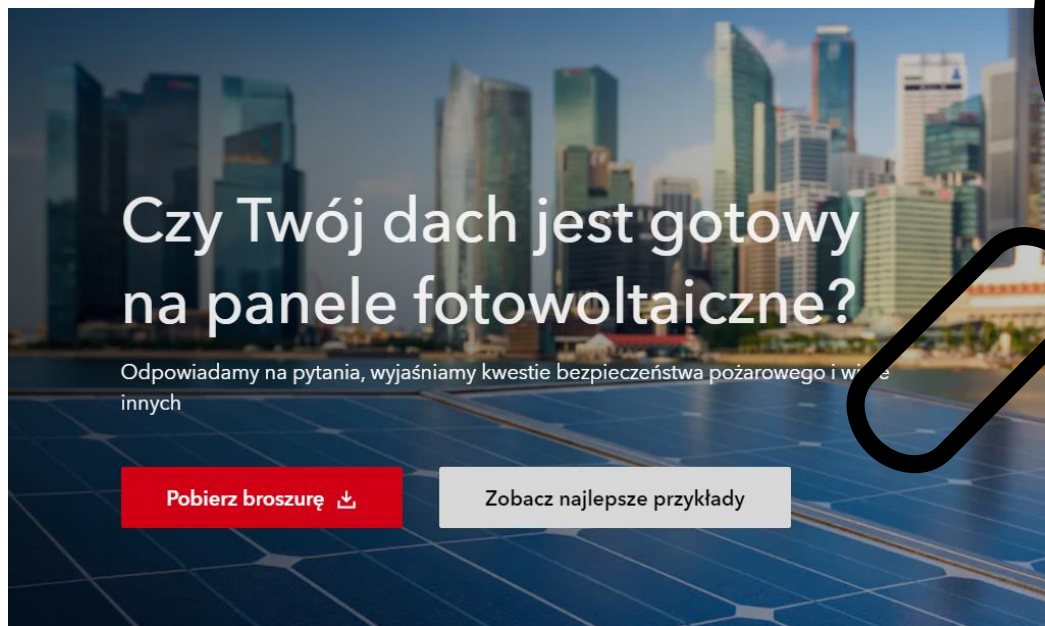 Czy Twój dach jest gotowy
na panele fotowoltaiczne?
Odpowiadamy na pytania, wyjaśniamy kwestie bezpieczeństwa pożarowego i
innych
Pobierz broszurę
Zobacz najlepsze przykłady